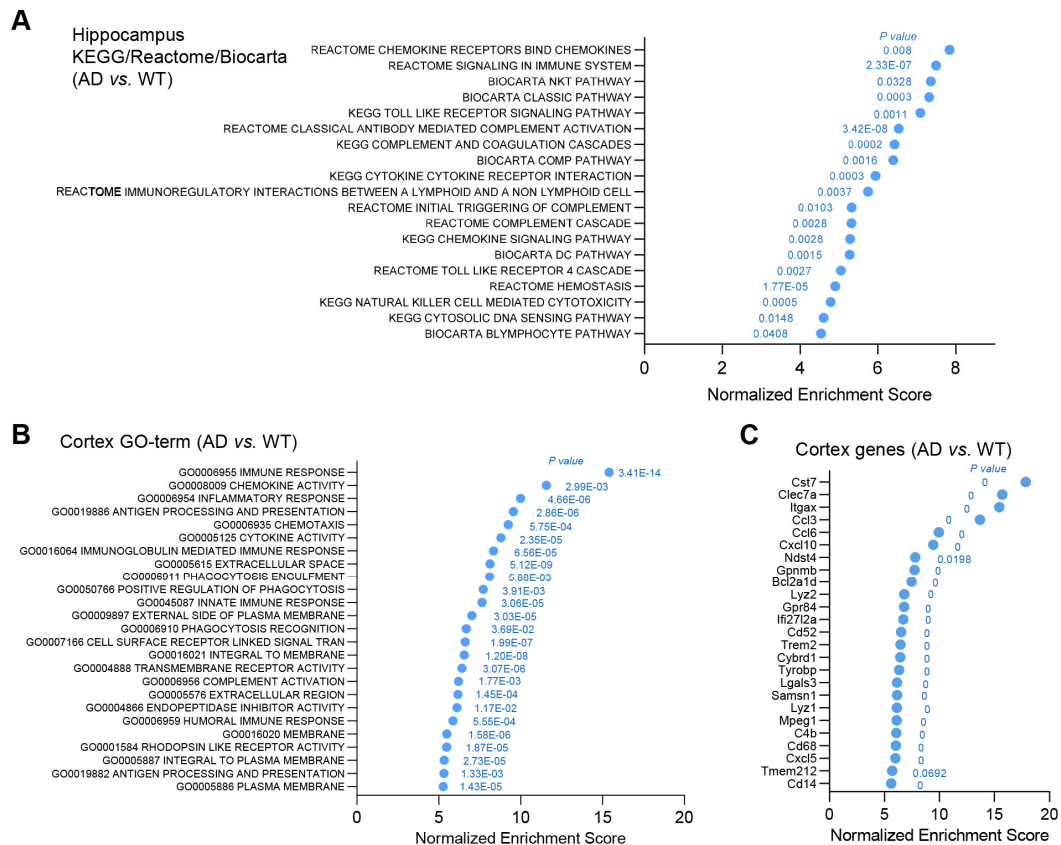 A
Hippocampus
KEGG/Reactome/Biocarta
(AD vs. WT)
P value
REACTOME CHEMOKINE RECEPTORS BIND CHEMOKINES 0.008
REACTOME SIGNALING IN IMMUNE SYSTEM 2.33E-07
BIOCARTA NKT PATHWAY 0.0328
BIOCARTA CLASSIC PATHWAY 0.0003
KEGG TOLL LIKE RECEPTOR SIGNALING PATHWAY 0.0011
REACTOME CLASSICAL ANTIBODY MEDIATED COMPLEMENT ACTIVATION 3.42E-08
KEGG COMPLEMENT AND COAGULATION CASCADES 0.0002
BIOCARTA COMP PATHWAY 0.0016
KEGG CYTOKINE CYTOKINE RECEPTOR INTERACTION 0.0003
REACTOME IMMUNOREGULATORY INTERACTIONS BETWEEN A LYMPHOID AND A NON LYMPHOID CELL 0.0037
REACTOME INITIAL TRIGGERING OF COMPLEMENT 0.0103
REACTOME COMPLEMENT CASCADE 0.0028
KEGG CHEMOKINE SIGNALING PATHWAY 0.0028
BIOCARTA DC PATHWAY 0.0015
REACTOME TOLL LIKE RECEPTOR 4 CASCADE 0.0027
REACTOME HEMOSTASIS 1.77E-05
KEGG NATURAL KILLER CELL MEDIATED CYTOTOXICITY 0.0005
KEGG CYTOSOLIC DNA SENSING PATHWAY 0.0148
BIOCARTA BLYMPHOCYTE PATHWAY 0.0408
0 2 4 6 8
Normalized Enrichment Score
B
Cortex GO-term (AD vs. WT)
P value
GO0006955 IMMUNE RESPONSE 3.41E-14
GO0008009 CHEMOKINE ACTIVITY 2.99E-03
GO0006954 INFLAMMATORY RESPONSE 4.66E-06
GO0019886 ANTIGEN PROCESSING AND PRESENTATION 2.86E-06
GO0006935 CHEMOTAXIS 5.75E-04
GO0005125 CYTOKINE ACTIVITY 2.35E-05
GO0016064 IMMUNOGLOBULIN MEDIATED IMMUNE RESPONSE 6.56E-05
GO0005615 EXTRACELLULAR SPACE 5.12E-09
GO0006911 PHAGOCYTOSIS ENGULFMENT 5.88E-03
GO0050766 POSITIVE REGULATION OF PHAGOCYTOSIS 3.91E-03
GO0045087 INNATE IMMUNE RESPONSE 3.06E-05
GO0009897 EXTERNAL SIDE OF PLASMA MEMBRANE 3.03E-05
GO0006910 PHAGOCYTOSIS RECOGNITION 3.69E-02
GO0007166 CELL SURFACE RECEPTOR LINKED SIGNAL TRAN 1.99E-07
GO0016021 INTEGRAL TO MEMBRANE 1.20E-08
GO0004888 TRANSMEMBRANE RECEPTOR ACTIVITY 3.07E-06
GO0006956 COMPLEMENT ACTIVATION 1.77E-03
GO0005576 EXTRACELLULAR REGION 1.45E-04
GO0004866 ENDOPEPTIDASE INHIBITOR ACTIVITY 1.17E-02
GO0006959 HUMORAL IMMUNE RESPONSE 5.55E-04
GO0016020 MEMBRANE 1.58E-06
GO0001584 RHODOPSIN LIKE RECEPTOR ACTIVITY 1.87E-05
GO0005887 INTEGRAL TO PLASMA MEMBRANE 2.73E-05
GO0019882 ANTIGEN PROCESSING AND PRESENTATION 1.33E-03
GO0005886 PLASMA MEMBRANE 1.43E-05
0 5 10 15 20
Normalized Enrichment Score
C
Cortex genes (AD vs. WT)
P value
Cst7 0
Clec7a 0
Itgax 0
Ccl3 0
Ccl6 0
Cxcl10 0
Ndst4 0.0198
Gpnmb 0
Bcl2a1d 0
Lyz2 0
Gpr84 0
Ifi27l2a 0
Cd52 0
Trem2 0
Cybrd1 0
Tyrobp 0
Lgals3 0
Samsn1 0
Lyz1 0
Mpeg1 0
C4b 0
Cd68 0
Cxcl5 0
Tmem212 0.0692
Cd14 0
0 5 10 15 20
Normalized Enrichment Score